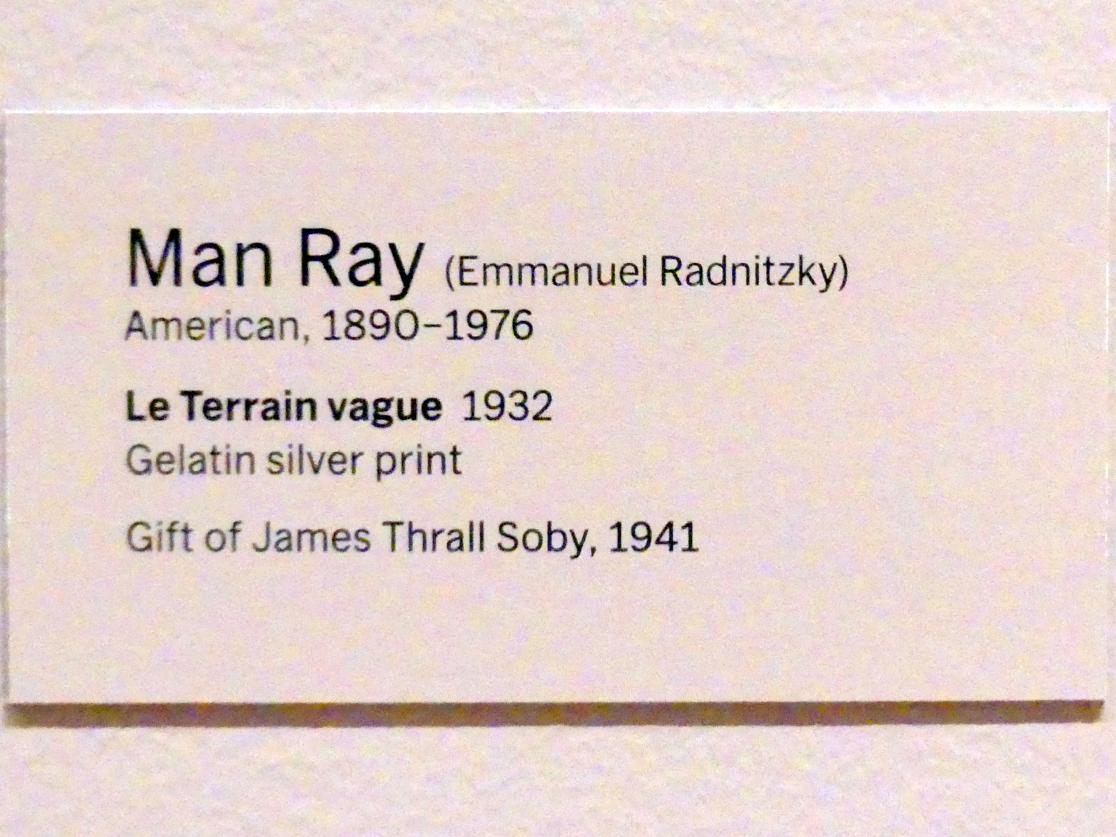 Man Ray (Emmanuel Radnitzky)
American, 1890–1976
Le Terrain vague 1932
Gelatin silver print
Gift of James Thrall Soby, 1941